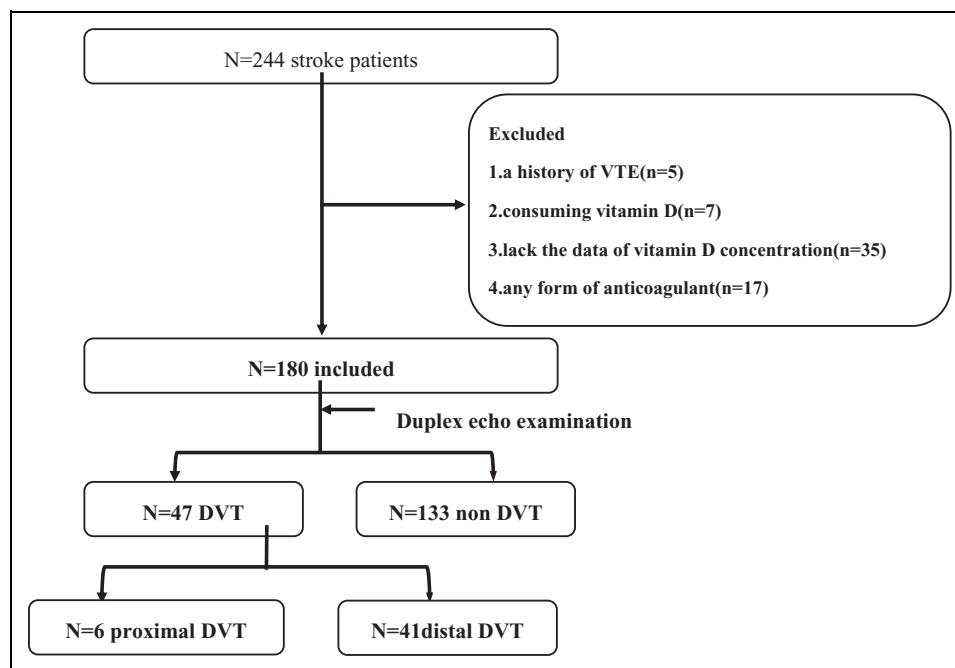 N=244 stroke patients
Excluded
1.a history of VTE(n=5)
2.consuming vitamin D(n=7)
3.lack the data of vitamin D concentration(n=35)
4.any form of anticoagulant(n=17)
N=180 included
Duplex echo examination
N=47 DVT
N=133 non DVT
N=6 proximal DVT
N=41distal DVT